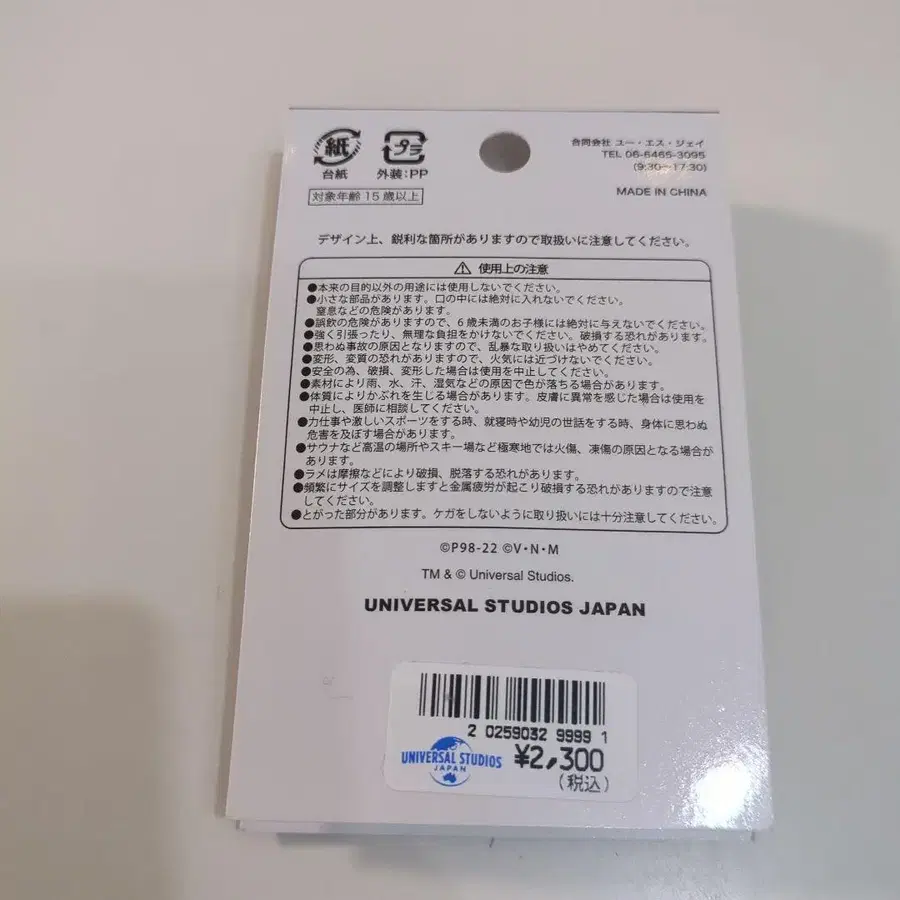 紙
プラ
合同会社 ユー・エス・ジェイ
TEL 06-6465-3095
(9:30～17:30)
台紙
外装:PP
MADE IN CHINA
対象年齢15歳以上
デザイン上、鋭利な箇所がありますので取扱いに注意してください。
⚠ 使用上の注意
●本来の目的以外の用途には使用しないでください。
●小さな部品があります。口の中には絶対に入れないでください。
窒息などの危険があります。
●誤飲の危険がありますので、6歳未満のお子様には絶対に与えないでください。
●強く引張ったり、無理な負担をかけないでください。破損する恐れがあります。
●思わぬ事故の原因となりますので、乱暴な取り扱いはやめてください。
●変形、変質の恐れがありますので、火気には近づけないでください。
●安全の為、破損、変形した場合は使用を中止してください。
●素材により雨、水、汗、湿気などの原因で色が落ちる場合があります。
●体質によりかぶれを生じる場合があります。皮膚に異常を感じた場合は使用を
中止し、医師に相談してください。
●力仕事や激しいスポーツをする時、就寝時や幼児の世話をする時、身体に思わぬ
危害を及ぼす場合があります。
●サウナなど高温の場所やスキー場など極寒地では火傷、凍傷の原因となる場合が
あります。
●ラメは摩擦などにより破損、脱落する恐れがあります。
●頻繁にサイズを調整しますと金属疲労が起こり破損する恐れがありますので注意
してください。
●とがった部分があります。ケガをしないように取り扱いには十分注意してください。
©P98-22 ©V・N・M
TM & © Universal Studios.
UNIVERSAL STUDIOS JAPAN
2 0259032 9999 1
UNIVERSAL STUDIOS
JAPAN
¥2,300
(税込)